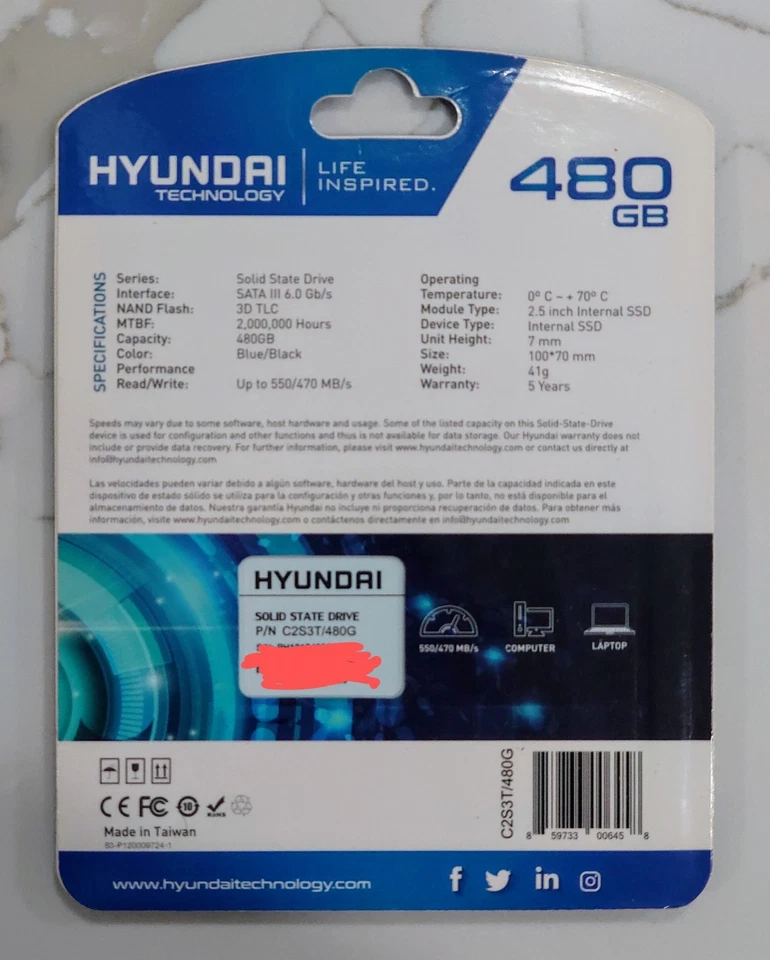 HYUNDAI
TECHNOLOGY
LIFE
INSPIRED.
480
GB
SPECIFICATIONS
Series: Solid State Drive
Interface: SATA III 6.0 Gb/s
NAND Flash: 3D TLC
MTBF: 2,000,000 Hours
Capacity: 480GB
Color: Blue/Black
Performance
Read/Write: Up to 550/470 MB/s
Operating
Temperature: 0º C ~ + 70º C
Module Type: 2.5 inch Internal SSD
Device Type: Internal SSD
Unit Height: 7 mm
Size: 100*70 mm
Weight: 41g
Warranty: 5 Years
Speeds may vary due to some software, host hardware and usage. Some of the listed capacity on this Solid-State-Drive
device is used for configuration and other functions and thus is not available for data storage. Our Hyundai warranty does not
include or provide data recovery. For further information, please visit www.hyundaitechnology.com or contact us directly at
info@hyundaitechnology.com
Las velocidades pueden variar debido a algún software, hardware del host y uso. Parte de la capacidad indicada en este
dispositivo de estado sólido se utiliza para la configuración y otras funciones y, por lo tanto, no está disponible para el
almacenamiento de datos. Nuestra garantía Hyundai no incluye ni proporciona recuperación de datos. Para obtener más
información, visite www.hyundaitechnology.com o contáctenos directamente en info@hyundaitechnology.com
HYUNDAI
SOLID STATE DRIVE
P/N C2S3T/480G
550/470 MB/s
COMPUTER
LAPTOP
C2S3T/480G
8 59733 00645 8
CE FC 10 RoHS
Made in Taiwan
83-P120009724-1
www.hyundaitechnology.com
f in